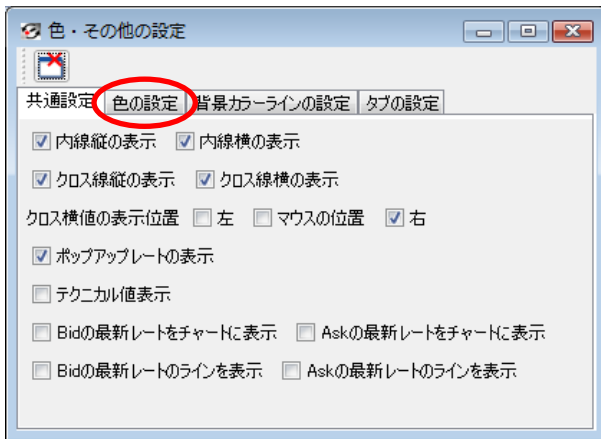 色・その他の設定
共通設定 色の設定 背景カラーラインの設定 タブの設定
内線縦の表示 内線横の表示
クロス線縦の表示 クロス線横の表示
クロス横値の表示位置 左 マウスの位置 右
ポップアップレートの表示
テクニカル値表示
Bidの最新レートをチャートに表示 Askの最新レートをチャートに表示
Bidの最新レートのラインを表示 Askの最新レートのラインを表示